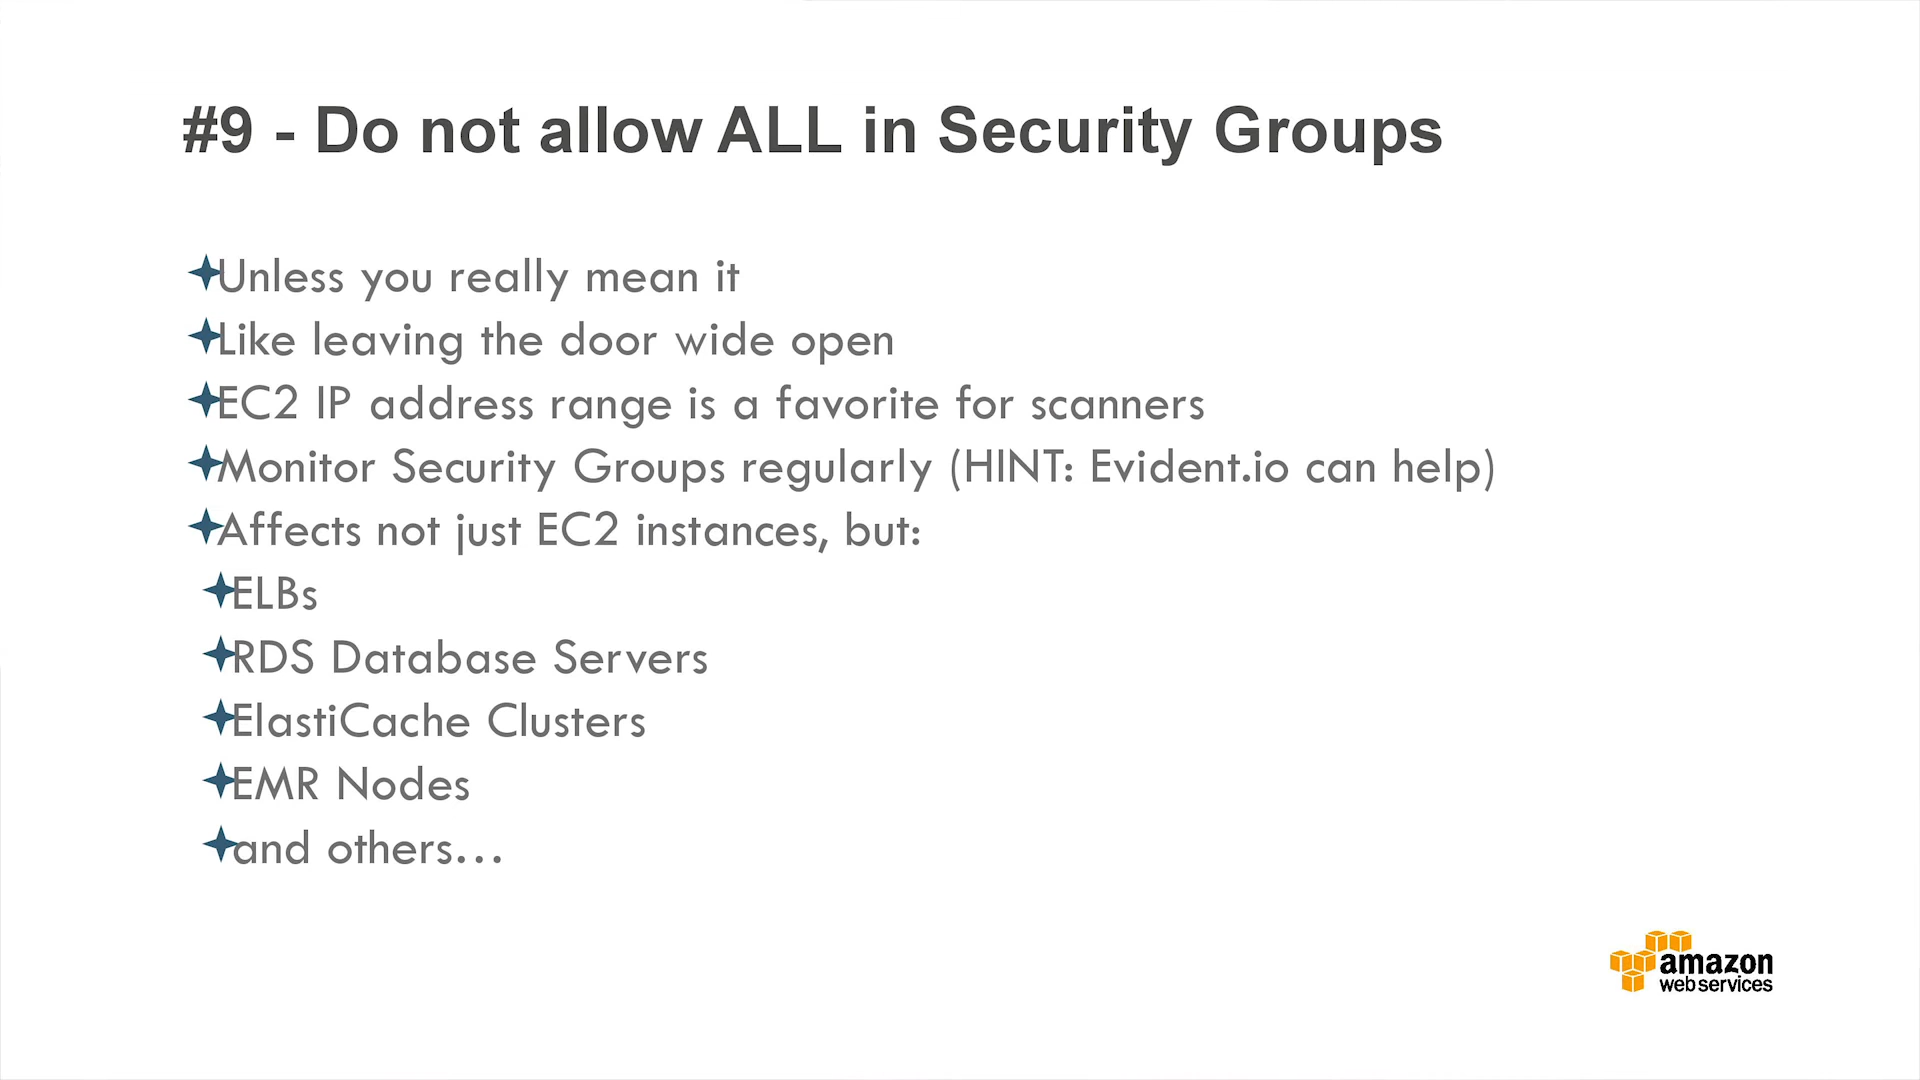 #9 - Do not allow ALL in Security Groups
Unless you really mean it
Like leaving the door wide open
EC2 IP address range is a favorite for scanners
Monitor Security Groups regularly (HINT: Evident.io can help)
Affects not just EC2 instances, but:
ELBs
RDS Database Servers
ElastiCache Clusters
EMR Nodes
and others…
amazon
web services